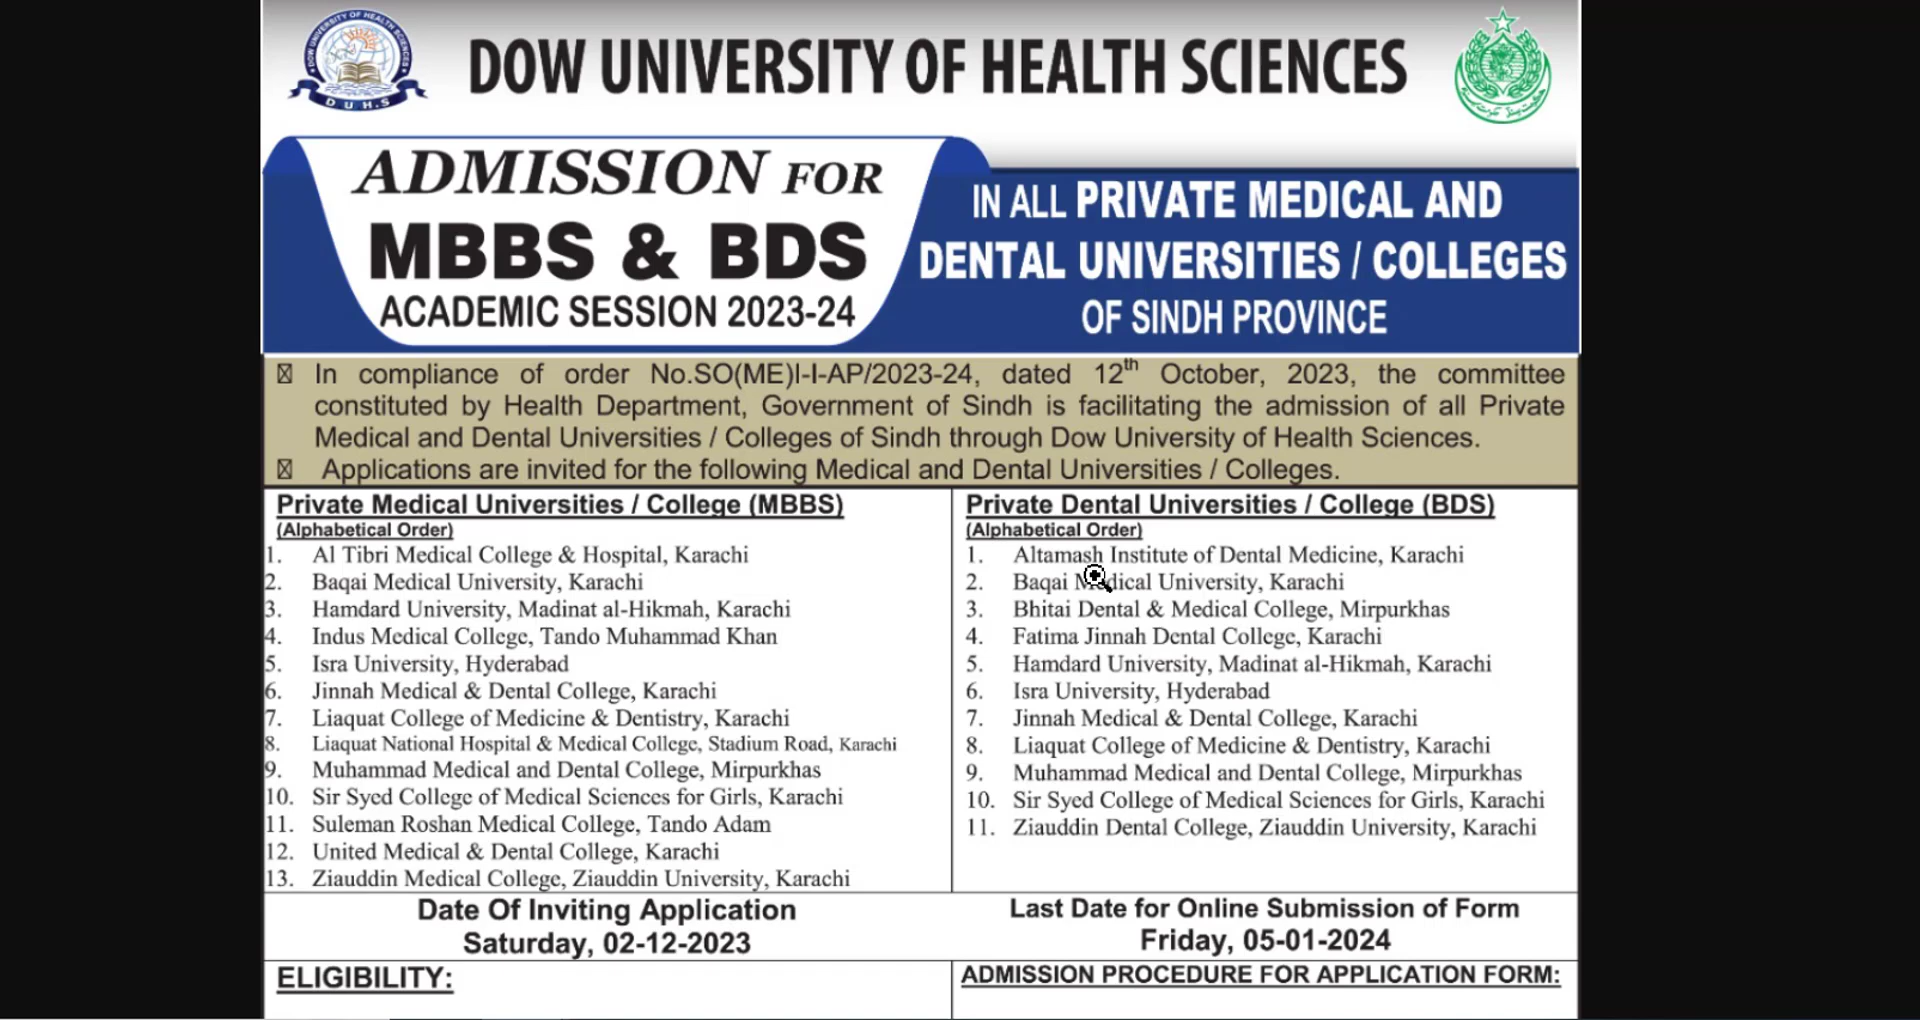 DOW UNIVERSITY OF HEALTH SCIENCES
DOW UNIVERSITY OF HEALTH SCIENCES
D U H S
ADMISSION FOR
MBBS & BDS
ACADEMIC SESSION 2023-24
IN ALL PRIVATE MEDICAL AND
DENTAL UNIVERSITIES / COLLEGES
OF SINDH PROVINCE
In compliance of order No.SO(ME)I-I-AP/2023-24, dated 12th October, 2023, the committee
constituted by Health Department, Government of Sindh is facilitating the admission of all Private
Medical and Dental Universities / Colleges of Sindh through Dow University of Health Sciences.
Applications are invited for the following Medical and Dental Universities / Colleges.
Private Medical Universities / College (MBBS)
(Alphabetical Order)
1. Al Tibri Medical College & Hospital, Karachi
2. Baqai Medical University, Karachi
3. Hamdard University, Madinat al-Hikmah, Karachi
4. Indus Medical College, Tando Muhammad Khan
5. Isra University, Hyderabad
6. Jinnah Medical & Dental College, Karachi
7. Liaquat College of Medicine & Dentistry, Karachi
8. Liaquat National Hospital & Medical College, Stadium Road, Karachi
9. Muhammad Medical and Dental College, Mirpurkhas
10. Sir Syed College of Medical Sciences for Girls, Karachi
11. Suleman Roshan Medical College, Tando Adam
12. United Medical & Dental College, Karachi
13. Ziauddin Medical College, Ziauddin University, Karachi
Private Dental Universities / College (BDS)
(Alphabetical Order)
1. Altamash Institute of Dental Medicine, Karachi
2. Baqai Medical University, Karachi
3. Bhitai Dental & Medical College, Mirpurkhas
4. Fatima Jinnah Dental College, Karachi
5. Hamdard University, Madinat al-Hikmah, Karachi
6. Isra University, Hyderabad
7. Jinnah Medical & Dental College, Karachi
8. Liaquat College of Medicine & Dentistry, Karachi
9. Muhammad Medical and Dental College, Mirpurkhas
10. Sir Syed College of Medical Sciences for Girls, Karachi
11. Ziauddin Dental College, Ziauddin University, Karachi
Date Of Inviting Application
Saturday, 02-12-2023
Last Date for Online Submission of Form
Friday, 05-01-2024
ELIGIBILITY:
ADMISSION PROCEDURE FOR APPLICATION FORM: